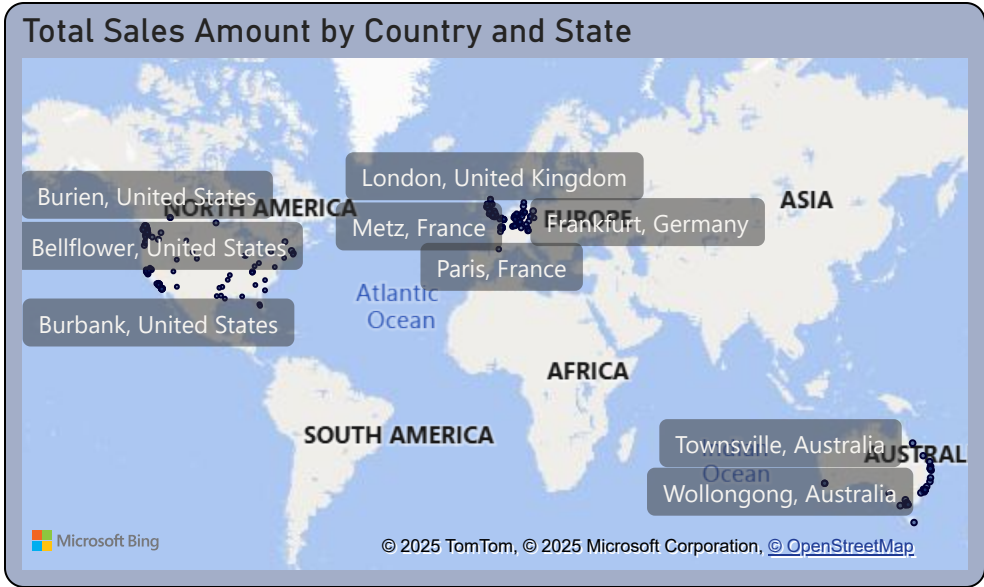 Total Sales Amount by Country and State
London, United Kingdom
Burien, United States
ASIA
NORTH AMERICA
EUROPE
Metz, France
Frankfurt, Germany
Bellflower, United States
Paris, France
Atlantic
Ocean
Burbank, United States
AFRICA
SOUTH AMERICA
Townsville, Australia
Indian
AUSTRAL
Ocean
Wollongong, Australia
Microsoft Bing
© 2025 TomTom, © 2025 Microsoft Corporation, © OpenStreetMap